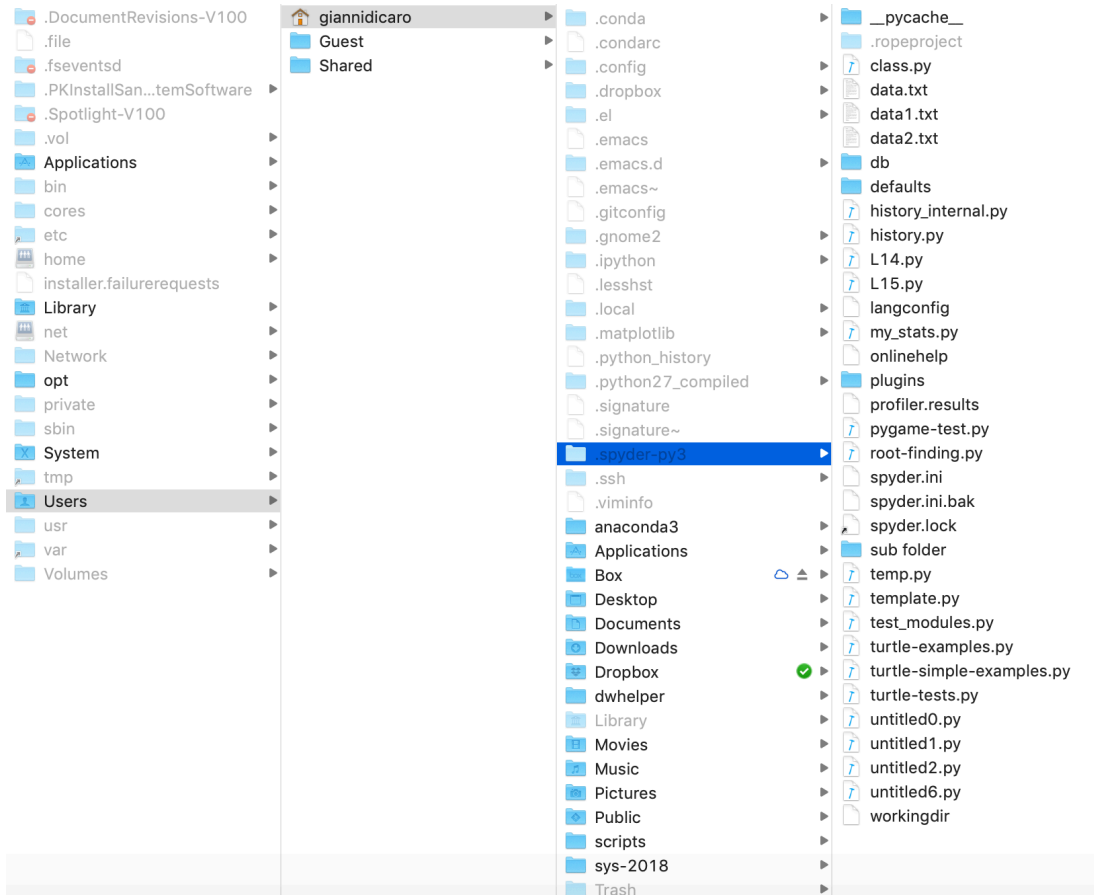 .DocumentRevisions-V100
.file
.fseventsd
.PKInstallSan...temSoftware
.Spotlight-V100
.vol
Applications
bin
cores
etc
home
installer.failurerequests
Library
net
Network
opt
private
sbin
System
tmp
Users
usr
var
Volumes
giannidicaro
Guest
Shared
.conda
.condarc
.config
.dropbox
.el
.emacs
.emacs.d
.emacs~
.gitconfig
.gnome2
.ipython
.lesshst
.local
.matplotlib
.python_history
.python27_compiled
.signature
.signature~
.spyder-py3
.ssh
.viminfo
anaconda3
Applications
Box
Desktop
Documents
Downloads
Dropbox
dwhelper
Library
Movies
Music
Pictures
Public
scripts
sys-2018
Trash
__pycache__
.ropeproject
class.py
data.txt
data1.txt
data2.txt
db
defaults
history_internal.py
history.py
L14.py
L15.py
langconfig
my_stats.py
onlinehelp
plugins
profiler.results
pygame-test.py
root-finding.py
spyder.ini
spyder.ini.bak
spyder.lock
sub folder
temp.py
template.py
test_modules.py
turtle-examples.py
turtle-simple-examples.py
turtle-tests.py
untitled0.py
untitled1.py
untitled2.py
untitled6.py
workingdir